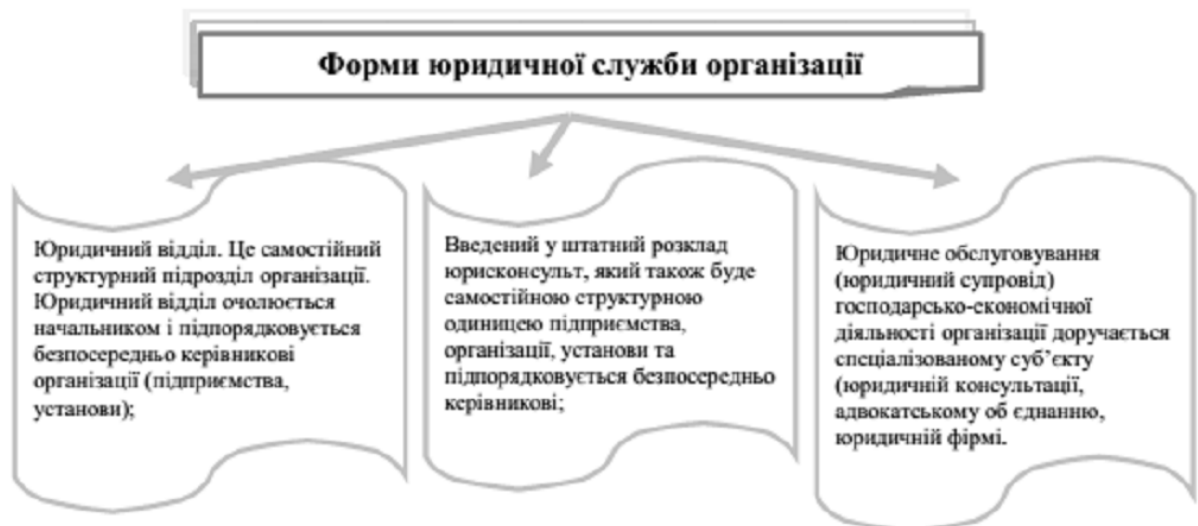 Форми юридичної служби організації
Юридичний відділ. Це самостійний
структурний підрозділ організації.
Юридичний відділ очолюється
начальником і підпорядковується
безпосередньо керівникові
організації (підприємства,
установи);
Введений у штатний розклад
юрисконсульт, який також буде
самостійною структурною
одиницею підприємства,
організації, установи та
підпорядковується безпосередньо
керівникові;
Юридичне обслуговування
(юридичний супровід)
господарсько-економічної
діяльності організації доручається
спеціалізованому суб’єкту
(юридичній консультації,
адвокатському об єднанню,
юридичній фірмі.